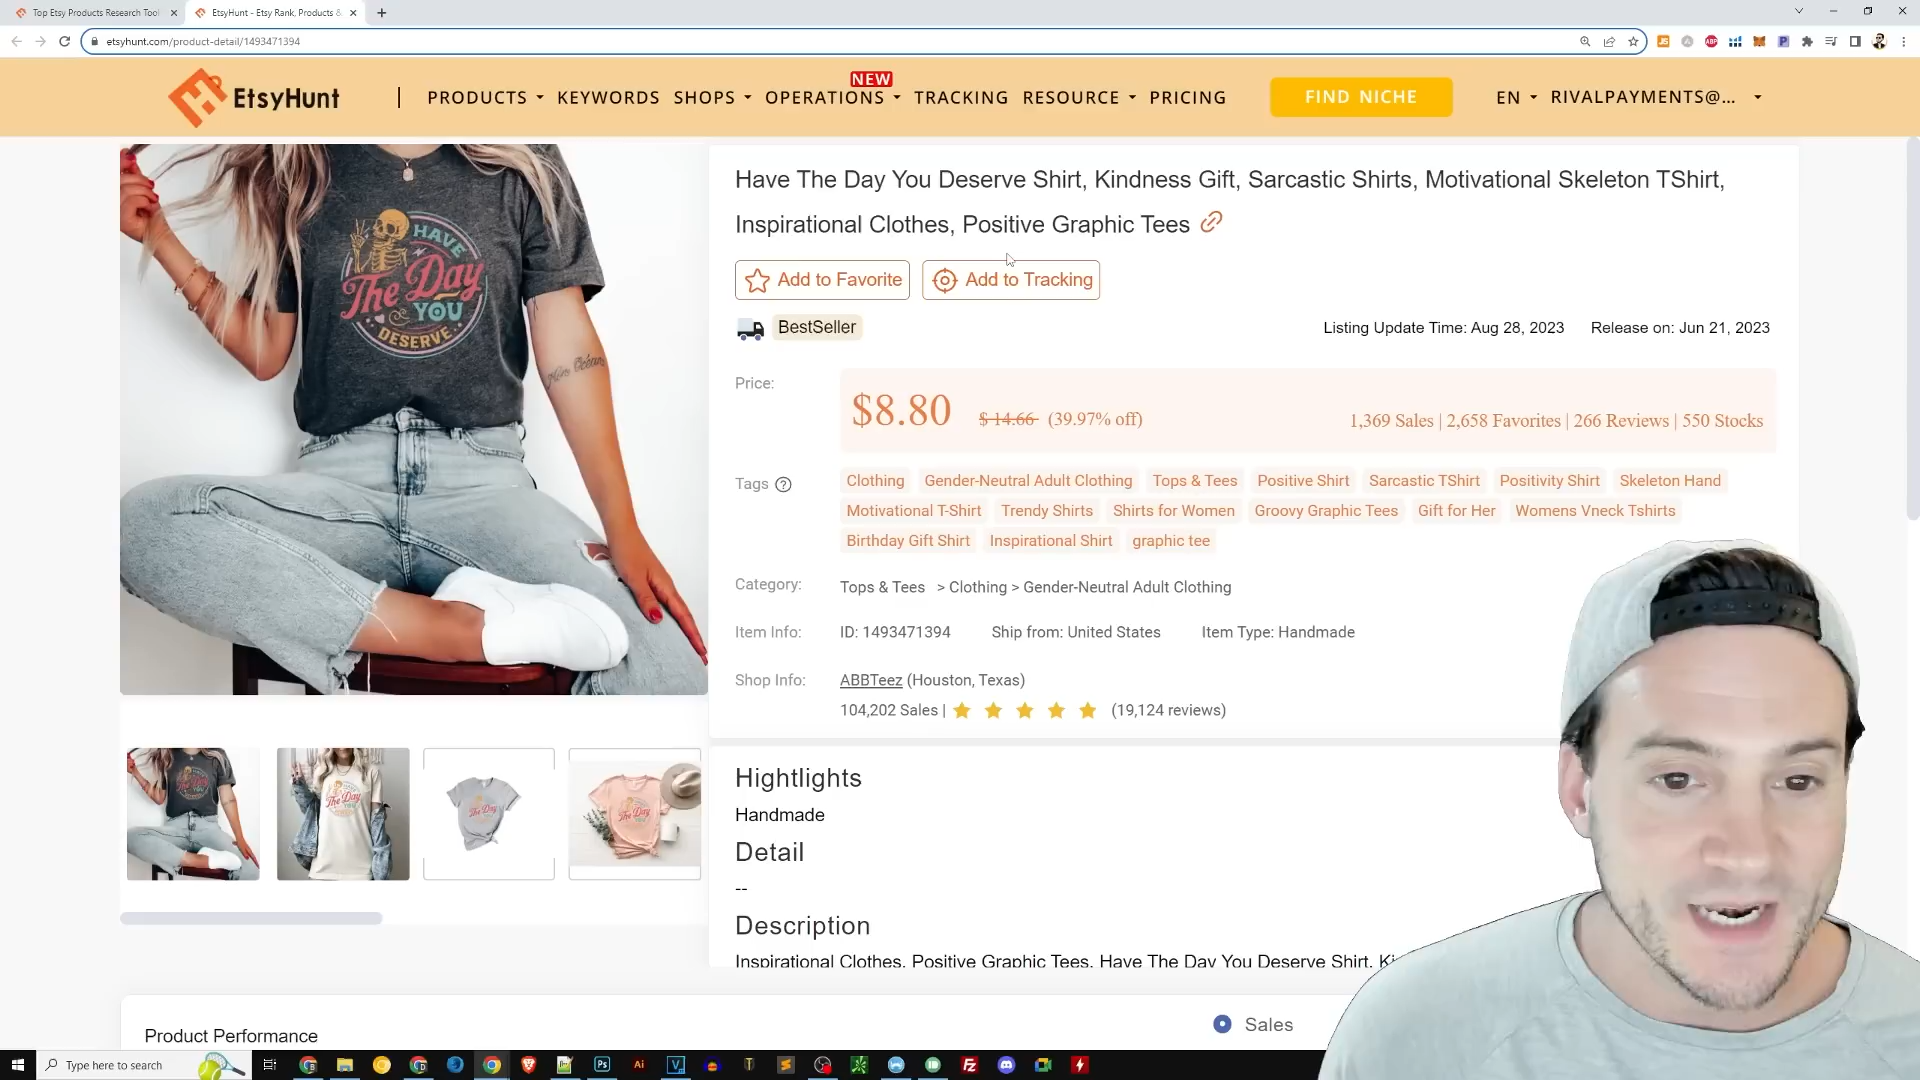 Top Etsy Products Research Tool
EtsyHunt - Etsy Rank, Products &
etsyhunt.com/product-detail/1493471394
EtsyHunt
PRODUCTS
KEYWORDS
SHOPS
NEW
OPERATIONS
TRACKING
RESOURCE
PRICING
FIND NICHE
EN
RIVALPAYMENTS@...
HAVE
The Day
YOU
DESERVE
Have The Day You Deserve Shirt, Kindness Gift, Sarcastic Shirts, Motivational Skeleton TShirt,
Inspirational Clothes, Positive Graphic Tees
Add to Favorite
Add to Tracking
BestSeller
Listing Update Time: Aug 28, 2023
Release on: Jun 21, 2023
Price:
$8.80
$ 14.66
(39.97% off)
1,369 Sales | 2,658 Favorites | 266 Reviews | 550 Stocks
Tags
Clothing Gender-Neutral Adult Clothing Tops & Tees Positive Shirt Sarcastic TShirt Positivity Shirt Skeleton Hand
Motivational T-Shirt Trendy Shirts Shirts for Women Groovy Graphic Tees Gift for Her Womens Vneck Tshirts
Birthday Gift Shirt Inspirational Shirt graphic tee
Category:
Tops & Tees > Clothing > Gender-Neutral Adult Clothing
Item Info:
ID: 1493471394
Ship from: United States
Item Type: Handmade
Shop Info:
ABBTeez (Houston, Texas)
104,202 Sales |
(19,124 reviews)
Hightlights
Handmade
Detail
--
Description
Inspirational Clothes, Positive Graphic Tees, Have The Day You Deserve Shirt, Ki
Product Performance
Sales
Type here to search